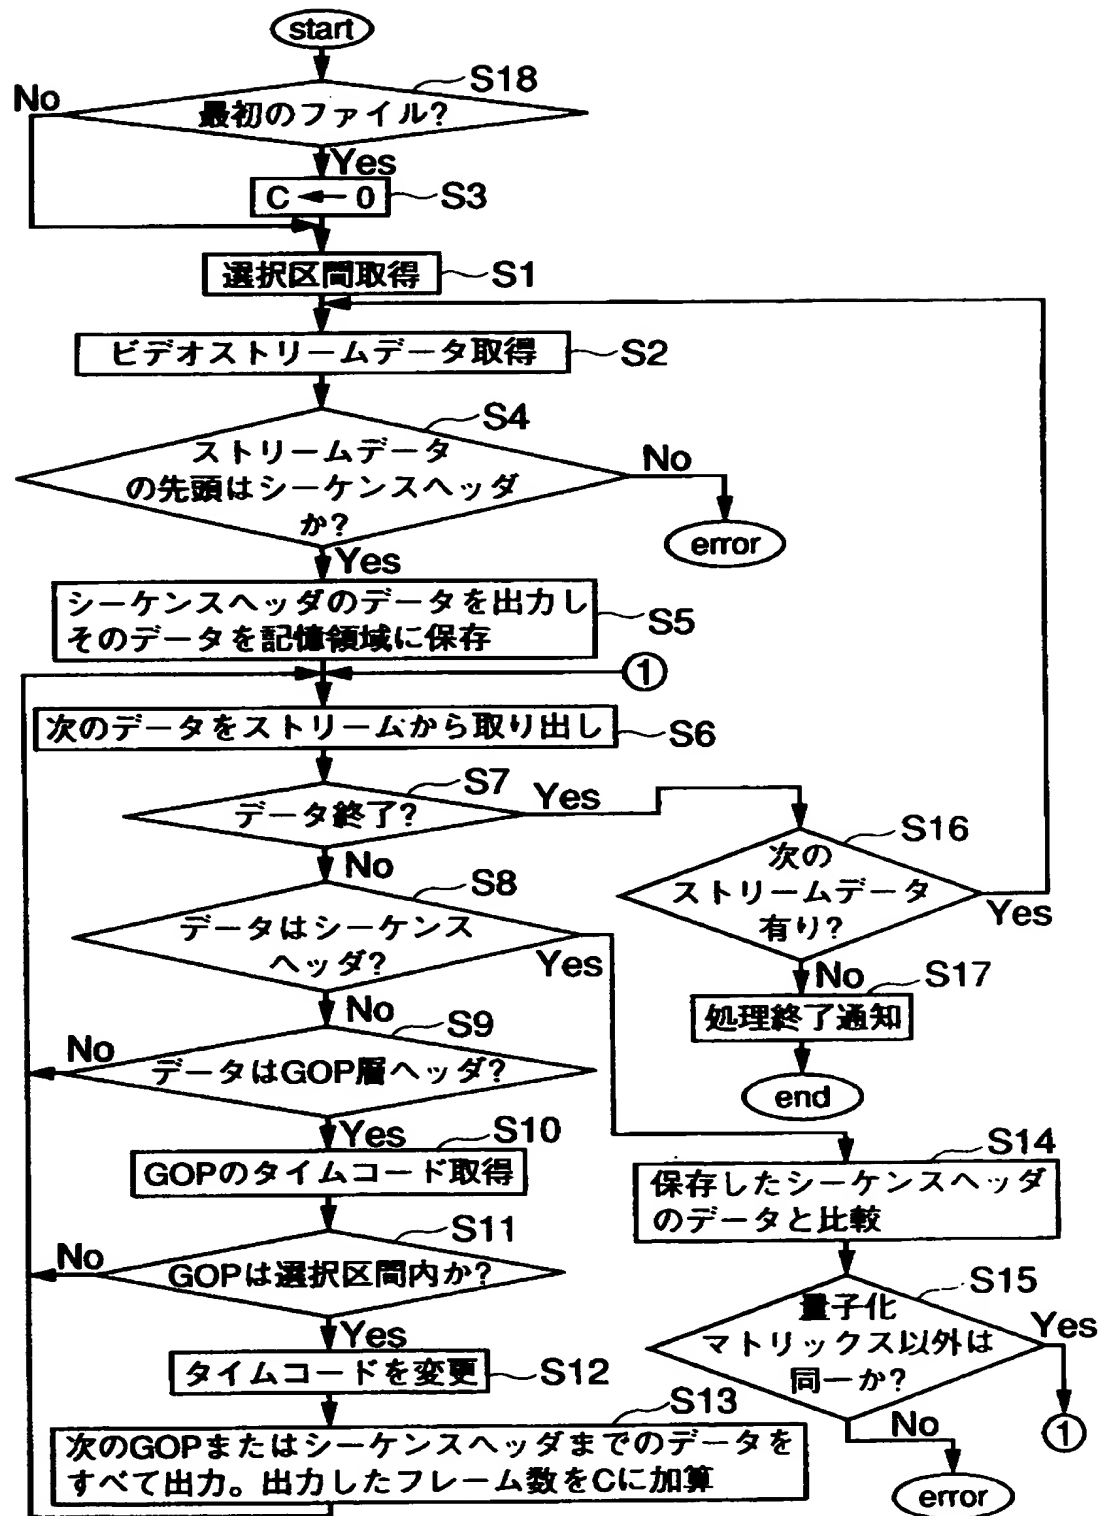 start
S18
No
最初のファイル?
Yes
C ← 0
S3
選択区間取得
S1
ビデオストリームデータ取得
S2
S4
ストリームデータ
の先頭はシーケンスヘッダ
か?
No
error
Yes
シーケンスヘッダのデータを出力し
そのデータを記憶領域に保存
S5
1
次のデータをストリームから取り出し
S6
S7
データ終了?
Yes
No
S16
次の
ストリームデータ
有り?
Yes
No
S17
処理終了通知
end
S8
データはシーケンス
ヘッダ?
Yes
No
S9
No
データはGOP層ヘッダ?
Yes
S10
GOPのタイムコード取得
S11
No
GOPは選択区間内か?
Yes
タイムコードを変更
S12
S13
次のGOPまたはシーケンスヘッダまでのデータを
すべて出力。出力したフレーム数をCに加算
S14
保存したシーケンスヘッダ
のデータと比較
S15
量子化
マトリックス以外は
同一か?
Yes
1
No
error